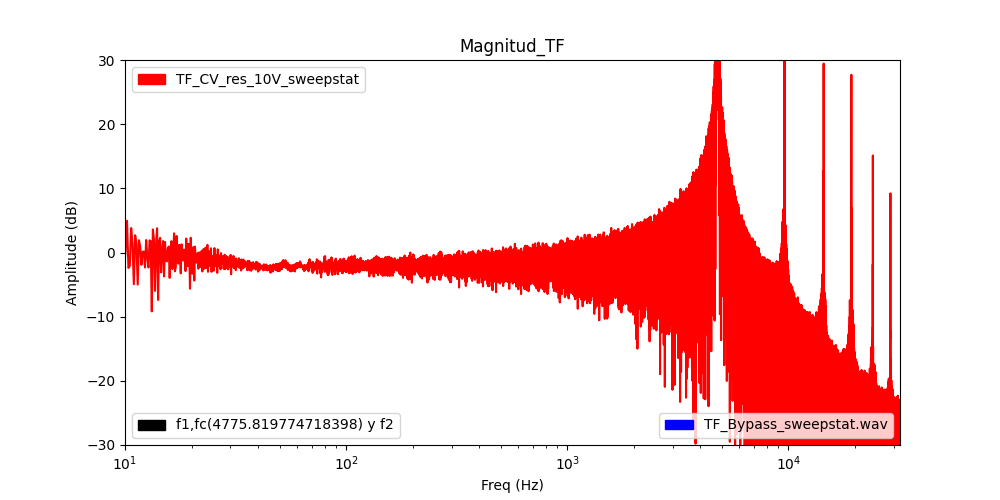 Magnitud_TF
TF_CV_res_10V_sweepstat
Amplitude (dB)
30
20
10
0
−10
−20
−30
f1,fc(4775.819774718398) y f2
TF_Bypass_sweepstat.wav
10¹
10²
10³
10⁴
Freq (Hz)